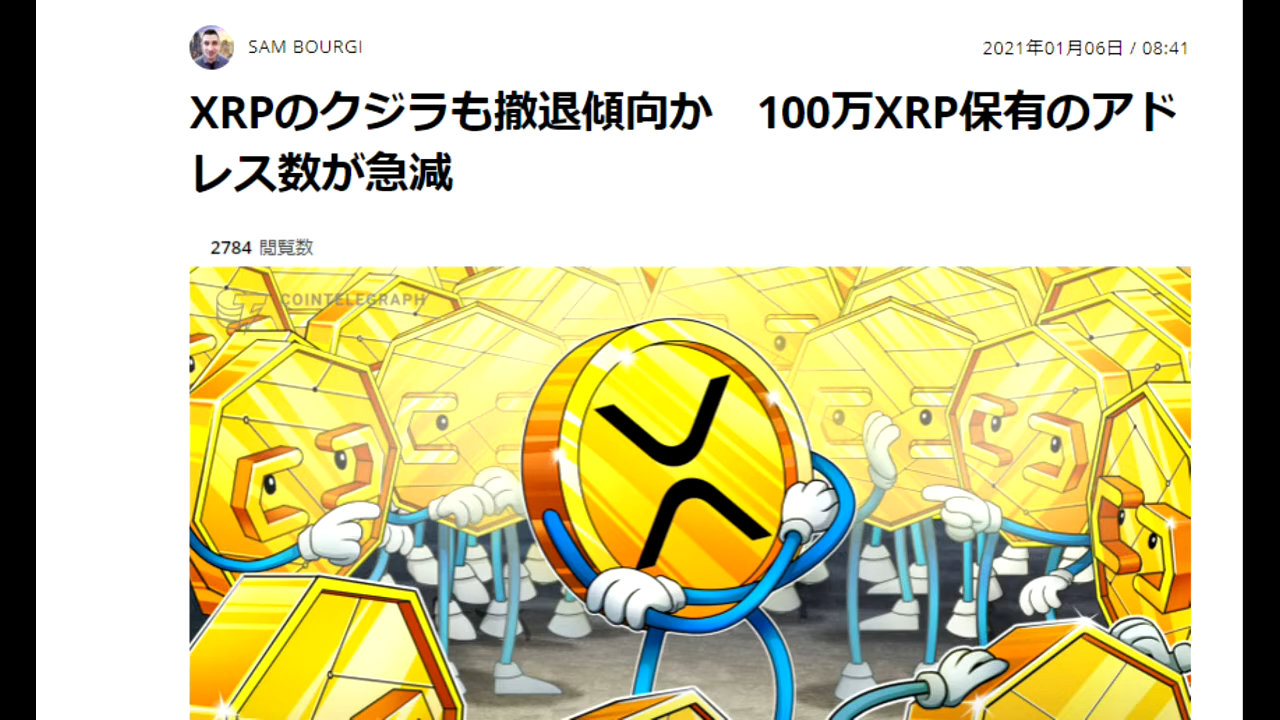 SAM BOURGI
2021年01月06日 / 08:41
XRPのクジラも撤退傾向か　100万XRP保有のアド
レス数が急減
2784 閲覧数
COINTELEGRAPH